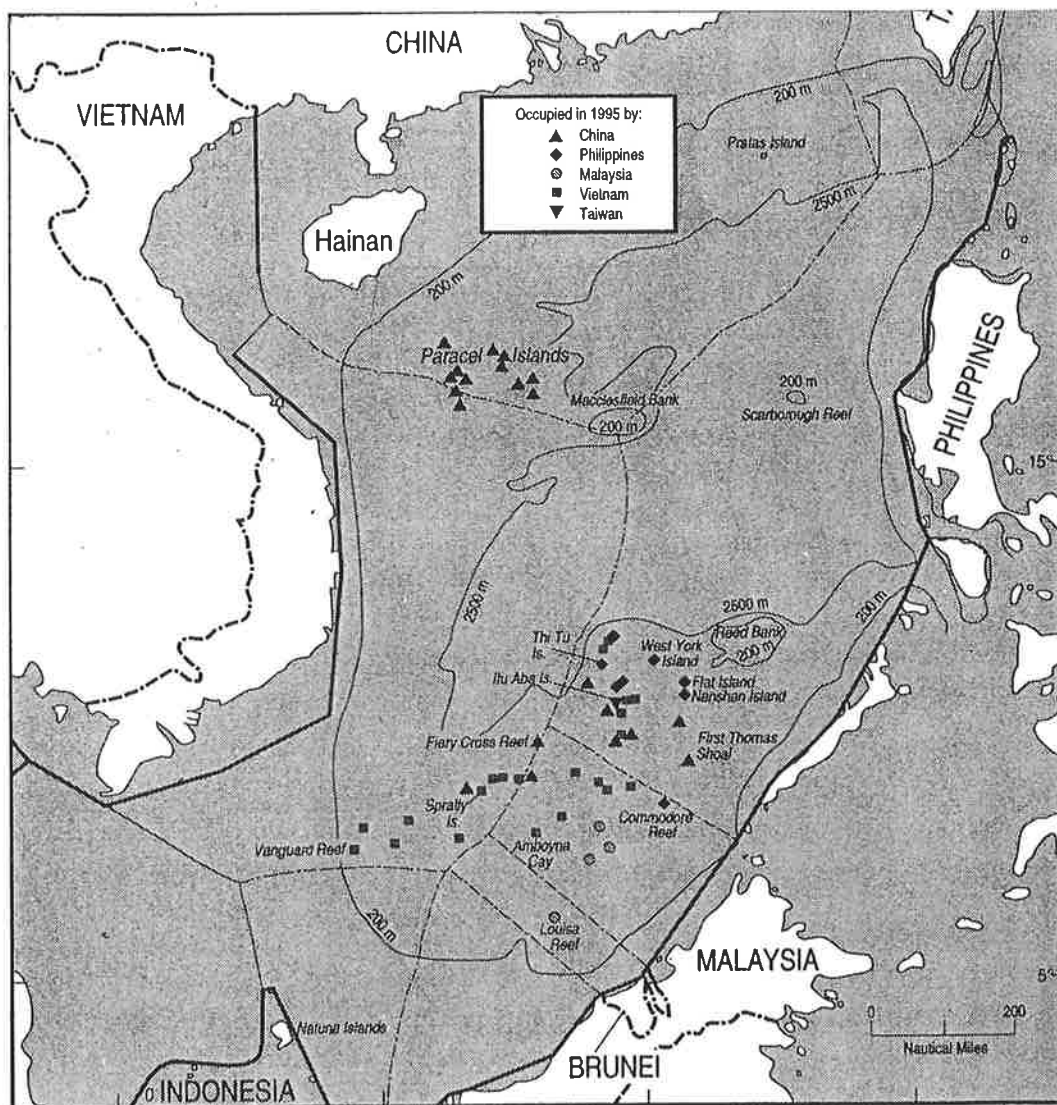 CHINA
VIETNAM
Occupied in 1995 by:
China
Philippines
Malaysia
Vietnam
Taiwan
200 m
Pratas Island
2500 m
Hainan
200 m
Paracel Islands
Macclesfield Bank
200 m
200 m
Scarborough Reef
PHILIPPINES
15°
2500 m
2500 m
200 m
Reed Bank
200 m
Thi Tu
Is.
West York
Island
Itu Aba Is.
Flat Island
Nanshan Island
Fiery Cross Reef
First Thomas
Shoal
Spratly
Is.
Commodore
Reef
Vanguard Reef
Amboyna
Cay
200 m
Louisa
Reef
MALAYSIA
5°
0 200
Nautical Miles
Natuna Islands
BRUNEI
INDONESIA